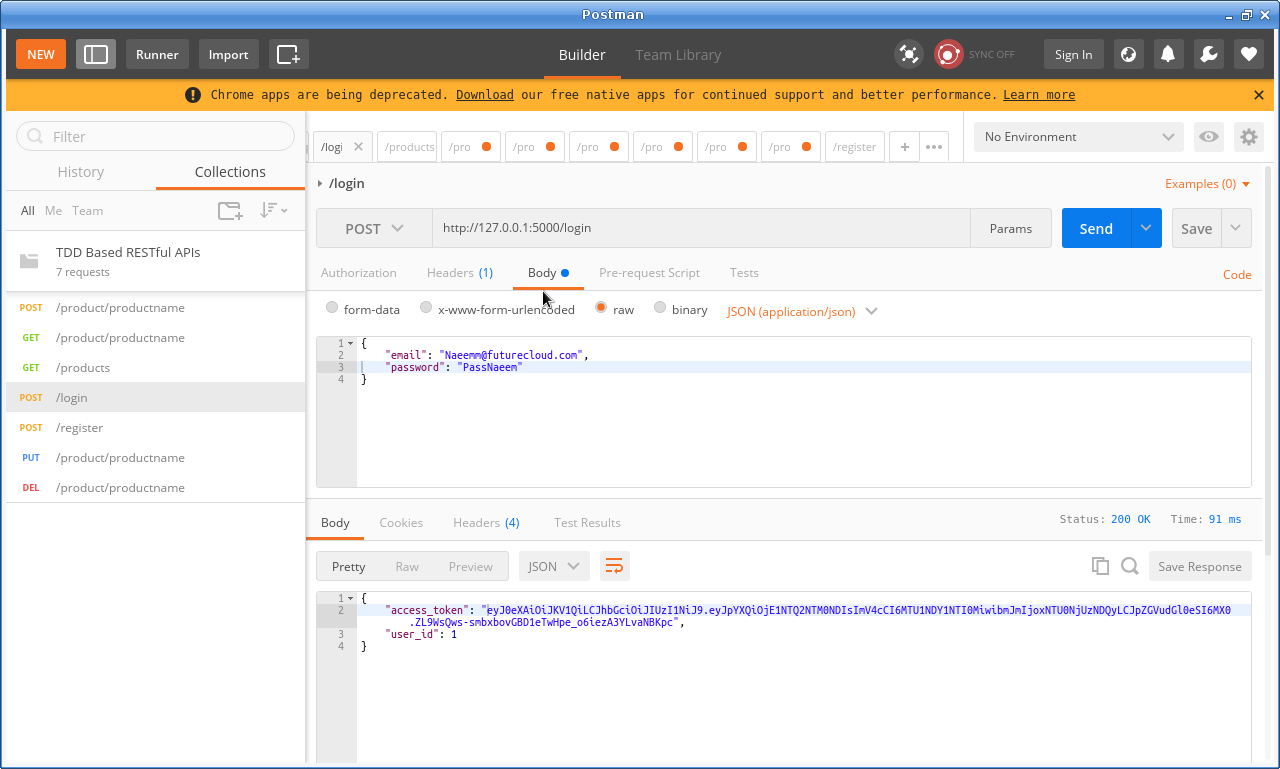 Postman
NEW
Runner
Import
Builder
Team Library
SYNC OFF
Sign In
Chrome apps are being deprecated. Download our free native apps for continued support and better performance. Learn more
Filter
History
Collections
All
Me
Team
TDD Based RESTful APIs
7 requests
POST /product/productname
GET /product/productname
GET /products
POST /login
POST /register
PUT /product/productname
DEL /product/productname
/logi
/products
/pro
/pro
/pro
/pro
/pro
/pro
/register
No Environment
/login
Examples (0)
POST
http://127.0.0.1:5000/login
Params
Send
Save
Authorization
Headers (1)
Body
Pre-request Script
Tests
Code
form-data
x-www-form-urlencoded
raw
binary
JSON (application/json)
1 {
2 "email": "Naeemm@futurecloud.com",
3 "password": "PassNaeem"
4 }
Body
Cookies
Headers (4)
Test Results
Status: 200 OK
Time: 91 ms
Pretty
Raw
Preview
JSON
Save Response
1 {
2 "access_token": "eyJ0eXAiOiJKV1QiLCJhbGciOiJIUzI1NiJ9.eyJpYXQiOjE1NTQ2NTM0NDIsImV4cCI6MTU1NDY1NTI0MiwibmJmIjoxNTU0NjUzNDQyLCJpZGVudGl0eSI6MX0
.ZL9WsQws-smbxbovGBD1eTwHpe_o6iezA3YLvaNBKpc",
3 "user_id": 1
4 }